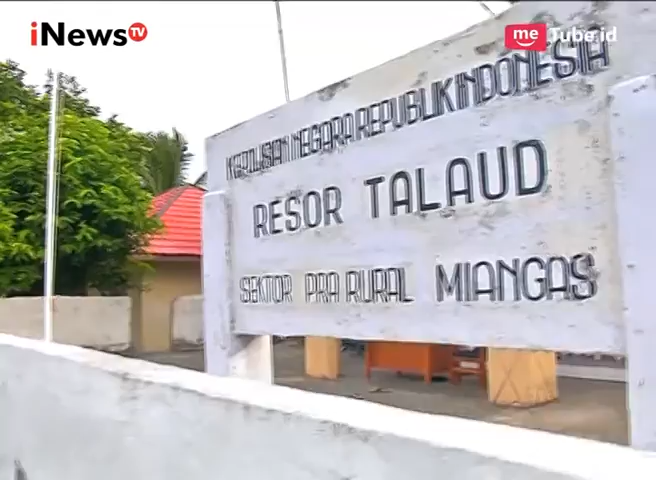 iNews TV
me Tube.id
KEPOLISIAN NEGARA REPUBLIK INDONESIA
RESOR TALAUD
SEKTOR PRA RURAL MIANGAS